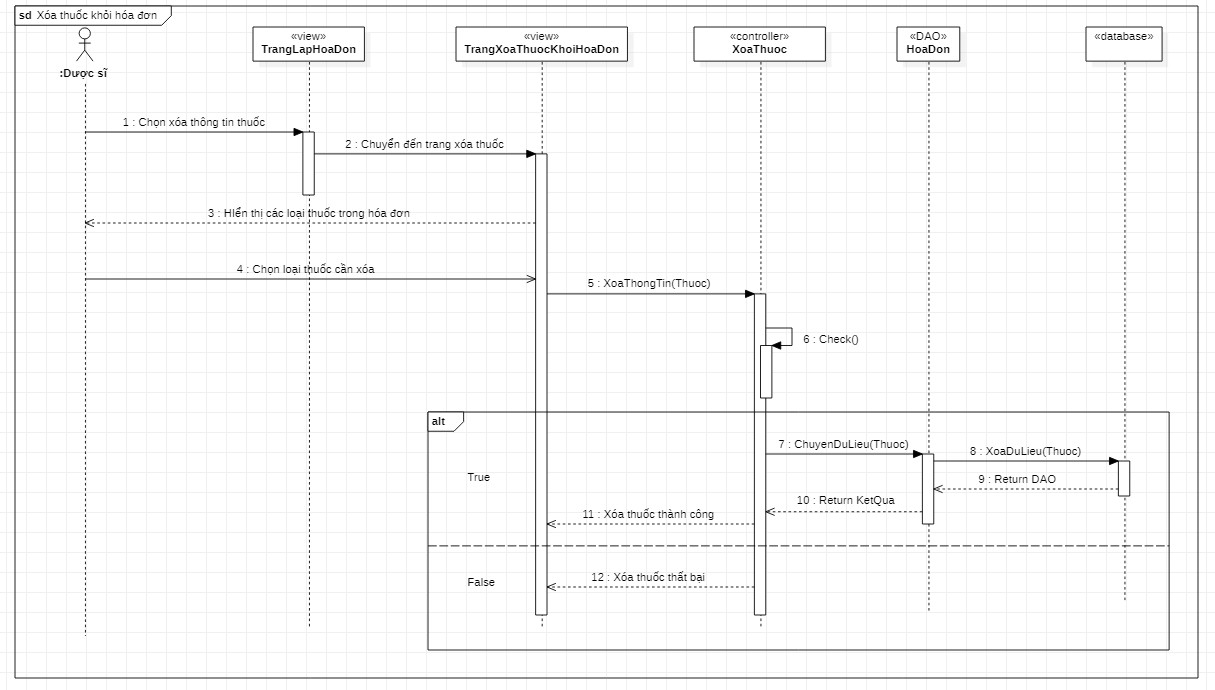 sd Xóa thuốc khỏi hóa đơn
:Dược sĩ
«view»
TrangLapHoaDon
«view»
TrangXoaThuocKhoiHoaDon
«controller»
XoaThuoc
«DAO»
HoaDon
«database»
1 : Chọn xóa thông tin thuốc
2 : Chuyển đến trang xóa thuốc
3 : HIển thị các loại thuốc trong hóa đơn
4 : Chọn loại thuốc cần xóa
5 : XoaThongTin(Thuoc)
6 : Check()
alt
7 : ChuyenDuLieu(Thuoc)
8 : XoaDuLieu(Thuoc)
True
9 : Return DAO
10 : Return KetQua
11 : Xóa thuốc thành công
False
12 : Xóa thuốc thất bại